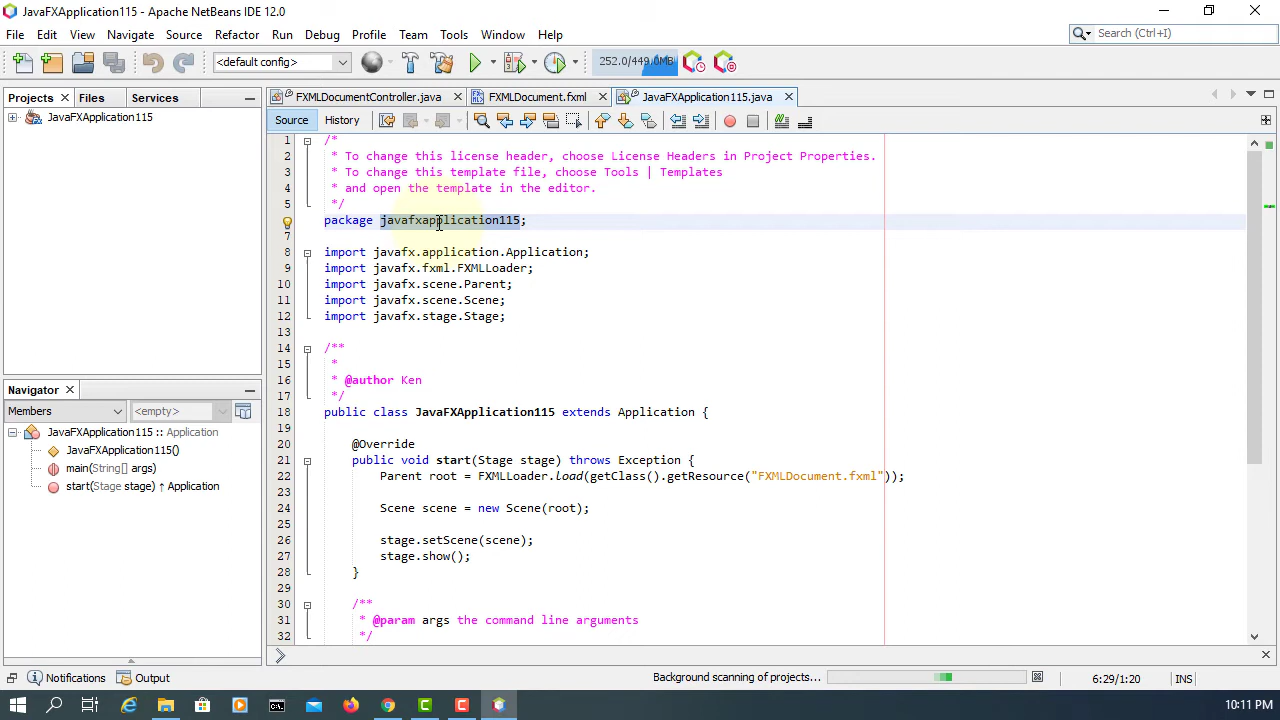 JavaFXApplication115 - Apache NetBeans IDE 12.0
File Edit View Navigate Source Refactor Run Debug Profile Team Tools Window Help
Search (Ctrl+I)
<default config>
252.0/449.0MB
Projects Files Services
FXMLDocumentController.java FXMLDocument.fxml JavaFXApplication115.java
JavaFXApplication115
Source History
1 /*
2 * To change this license header, choose License Headers in Project Properties.
3 * To change this template file, choose Tools | Templates
4 * and open the template in the editor.
5 */
package javafxapplication115;
7
8 import javafx.application.Application;
9 import javafx.fxml.FXMLLoader;
10 import javafx.scene.Parent;
11 import javafx.scene.Scene;
12 import javafx.stage.Stage;
13
14 /**
15 *
16 * @author Ken
17 */
18 public class JavaFXApplication115 extends Application {
19
20 @Override
21 public void start(Stage stage) throws Exception {
22 Parent root = FXMLLoader.load(getClass().getResource("FXMLDocument.fxml"));
23
24 Scene scene = new Scene(root);
25
26 stage.setScene(scene);
27 stage.show();
28 }
29
30 /**
31 * @param args the command line arguments
32 */
Navigator
Members <empty>
JavaFXApplication115 :: Application
JavaFXApplication115()
main(String[] args)
start(Stage stage) ↑ Application
Notifications Output
Background scanning of projects...
6:29/1:20 INS
10:11 PM